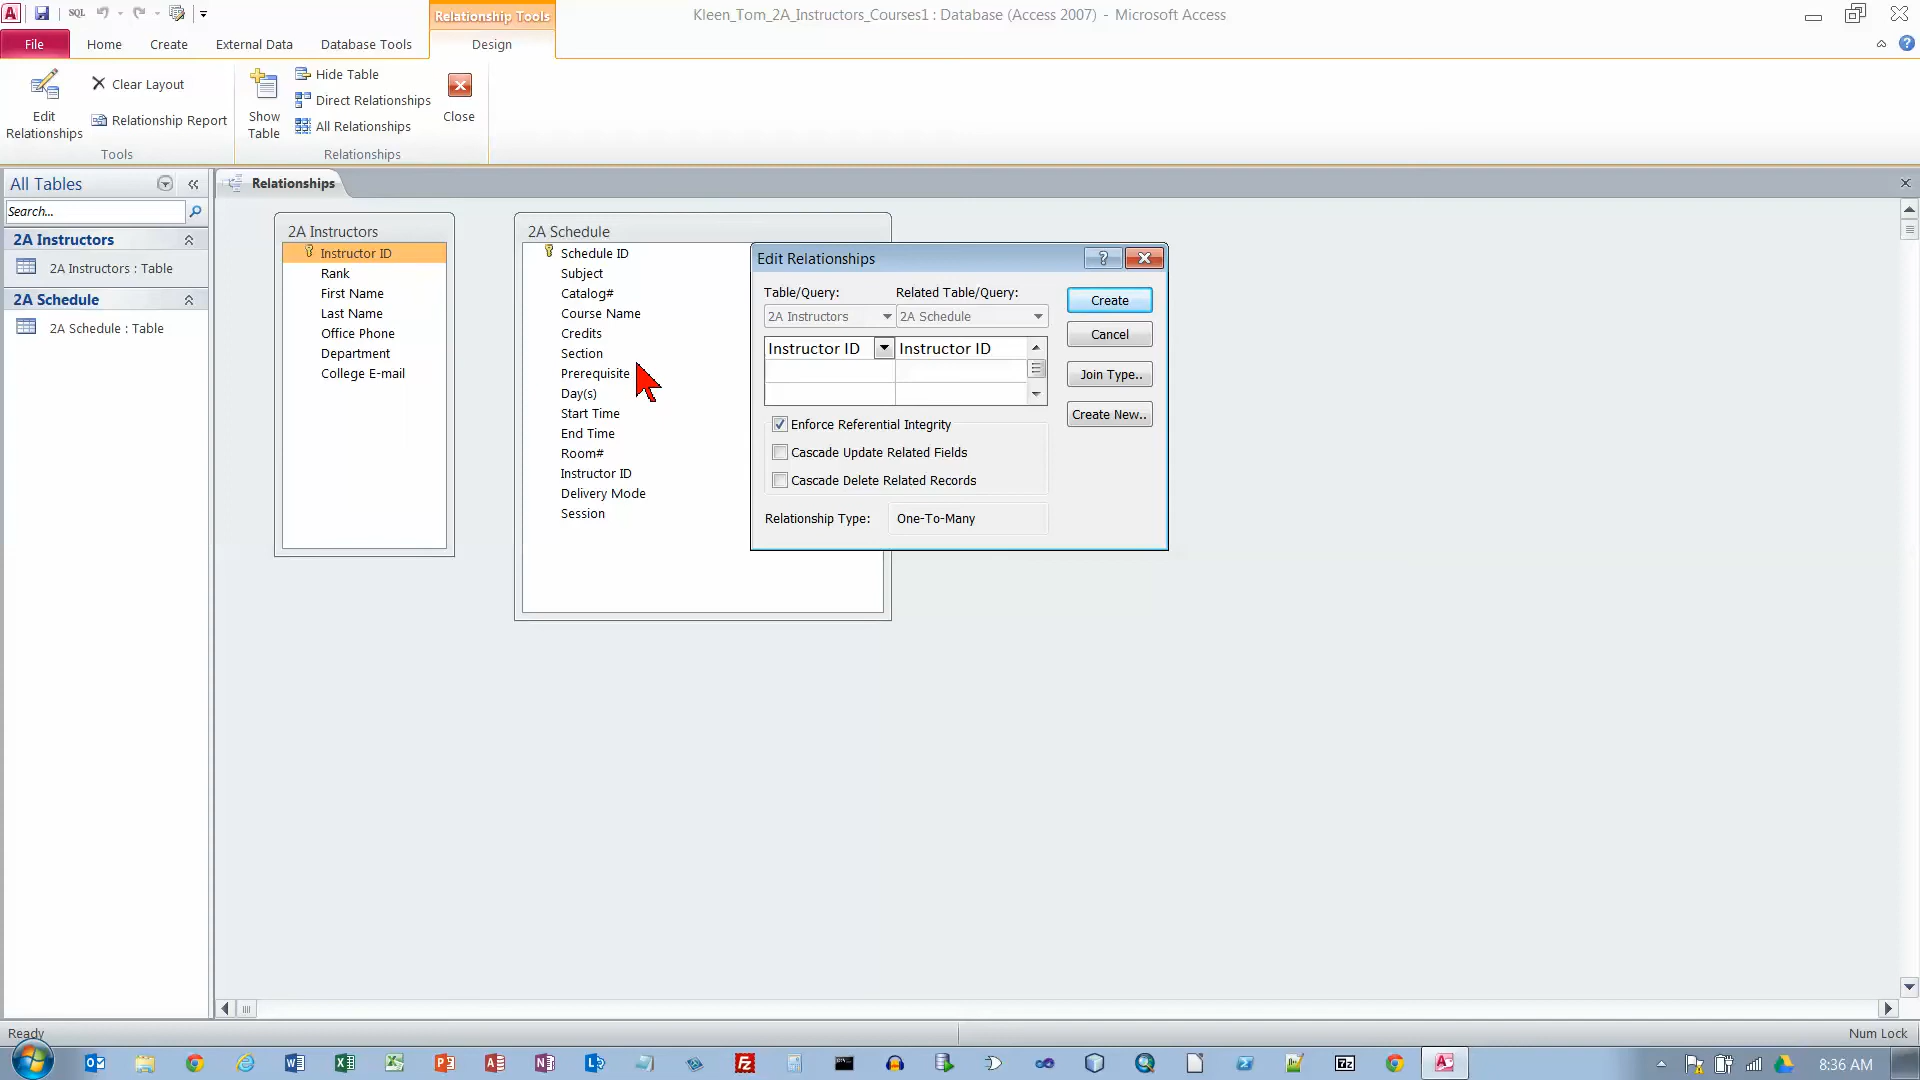 SQL
Relationship Tools
Kleen_Tom_2A_Instructors_Courses1 : Database (Access 2007) - Microsoft Access
File
Home
Create
External Data
Database Tools
Design
Edit
Relationships
Clear Layout
Relationship Report
Tools
Show
Table
Hide Table
Direct Relationships
All Relationships
Close
Relationships
All Tables
Search...
2A Instructors
2A Instructors : Table
2A Schedule
2A Schedule : Table
Relationships
2A Instructors
Instructor ID
Rank
First Name
Last Name
Office Phone
Department
College E-mail
2A Schedule
Schedule ID
Subject
Catalog#
Course Name
Credits
Section
Prerequisite
Day(s)
Start Time
End Time
Room#
Instructor ID
Delivery Mode
Session
Edit Relationships
Table/Query:
Related Table/Query:
2A Instructors
2A Schedule
Instructor ID
Instructor ID
Enforce Referential Integrity
Cascade Update Related Fields
Cascade Delete Related Records
Relationship Type:
One-To-Many
Create
Cancel
Join Type..
Create New..
Ready
Num Lock
8:36 AM